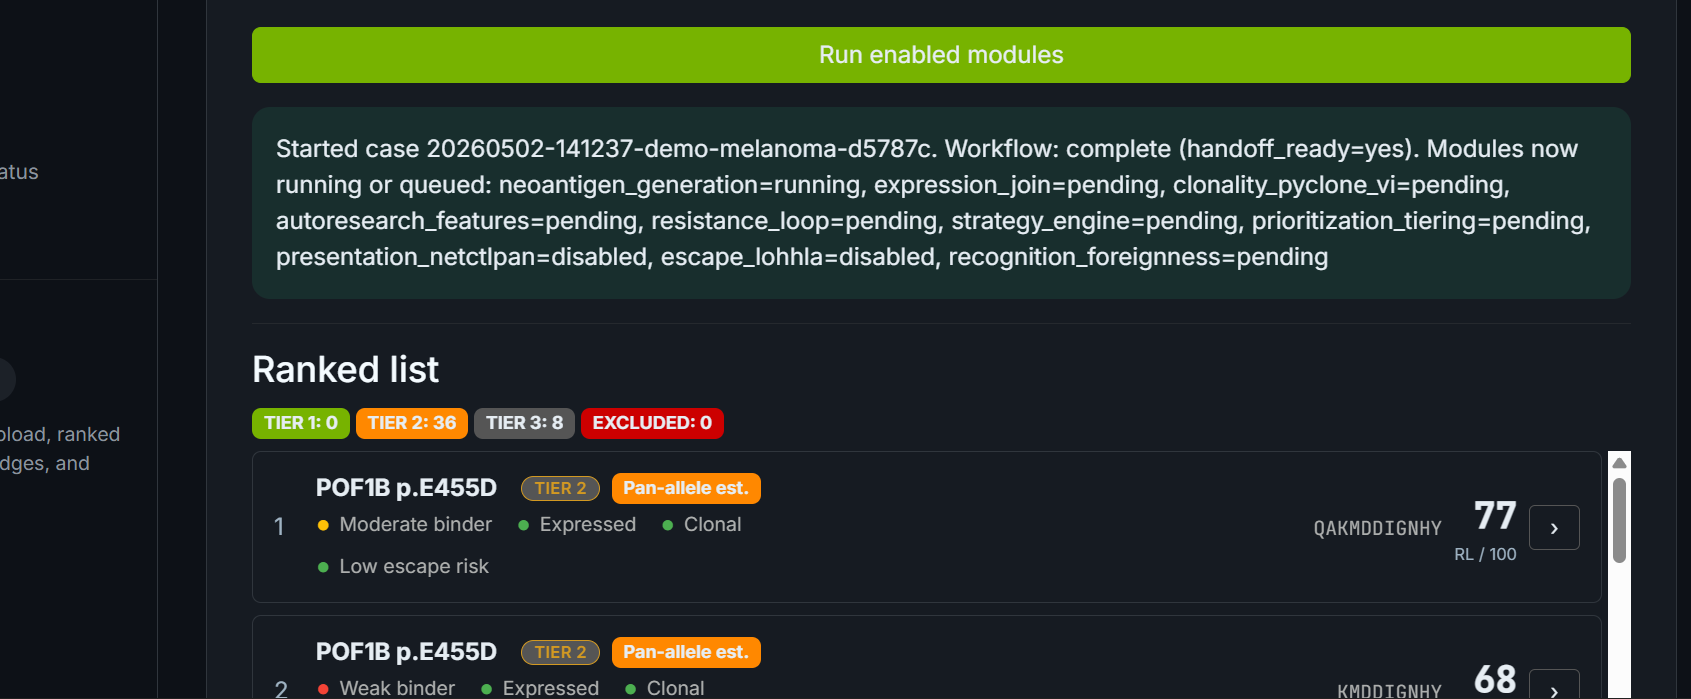 Run enabled modules
Started case 20260502-141237-demo-melanoma-d5787c. Workflow: complete (handoff_ready=yes). Modules now
running or queued: neoantigen_generation=running, expression_join=pending, clonality_pyclone_vi=pending,
autoresearch_features=pending, resistance_loop=pending, strategy_engine=pending, prioritization_tiering=pending,
presentation_netctlpan=disabled, escape_lohhla=disabled, recognition_foreignness=pending
atus
pload, ranked
dges, and
Ranked list
TIER 1: 0 TIER 2: 36 TIER 3: 8 EXCLUDED: 0
1
POF1B p.E455D TIER 2 Pan-allele est.
Moderate binder Expressed Clonal
Low escape risk
QAKMDDIGNHY
77
RL / 100
2
POF1B p.E455D TIER 2 Pan-allele est.
Weak binder Expressed Clonal
KMDDIGNHY
68